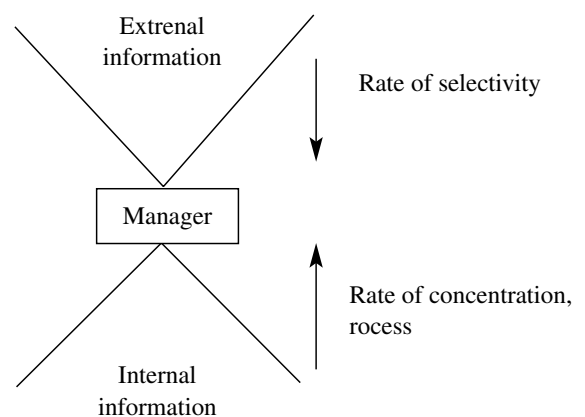 Extrenal
information
Rate of selectivity
Manager
Rate of concentration,
rocess
Internal
information